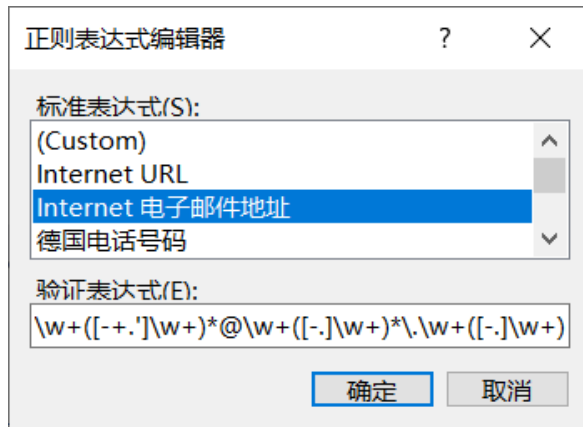 正则表达式编辑器 ?
标准表达式(S):
(Custom)
Internet URL
Internet 电子邮件地址
德国电话号码
验证表达式(E):
\w+([-+.']\w+)*@\w+([-.]\w+)*\.\w+([-.]\w+)
确定 取消